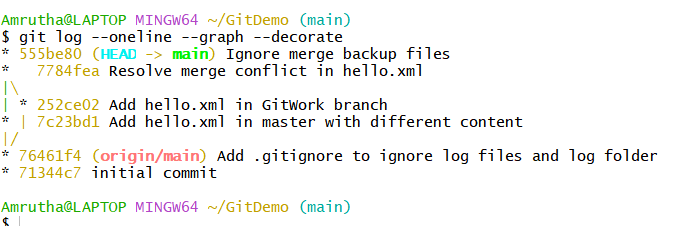 Amrutha@LAPTOP MINGW64 ~/GitDemo (main)
$ git log --oneline --graph --decorate
* 555be80 (HEAD -> main) Ignore merge backup files
*   7784fea Resolve merge conflict in hello.xml
|\
| * 252ce02 Add hello.xml in GitWork branch
* | 7c23bd1 Add hello.xml in master with different content
|/
* 76461f4 (origin/main) Add .gitignore to ignore log files and log folder
* 71344c7 initial commit

Amrutha@LAPTOP MINGW64 ~/GitDemo (main)
$